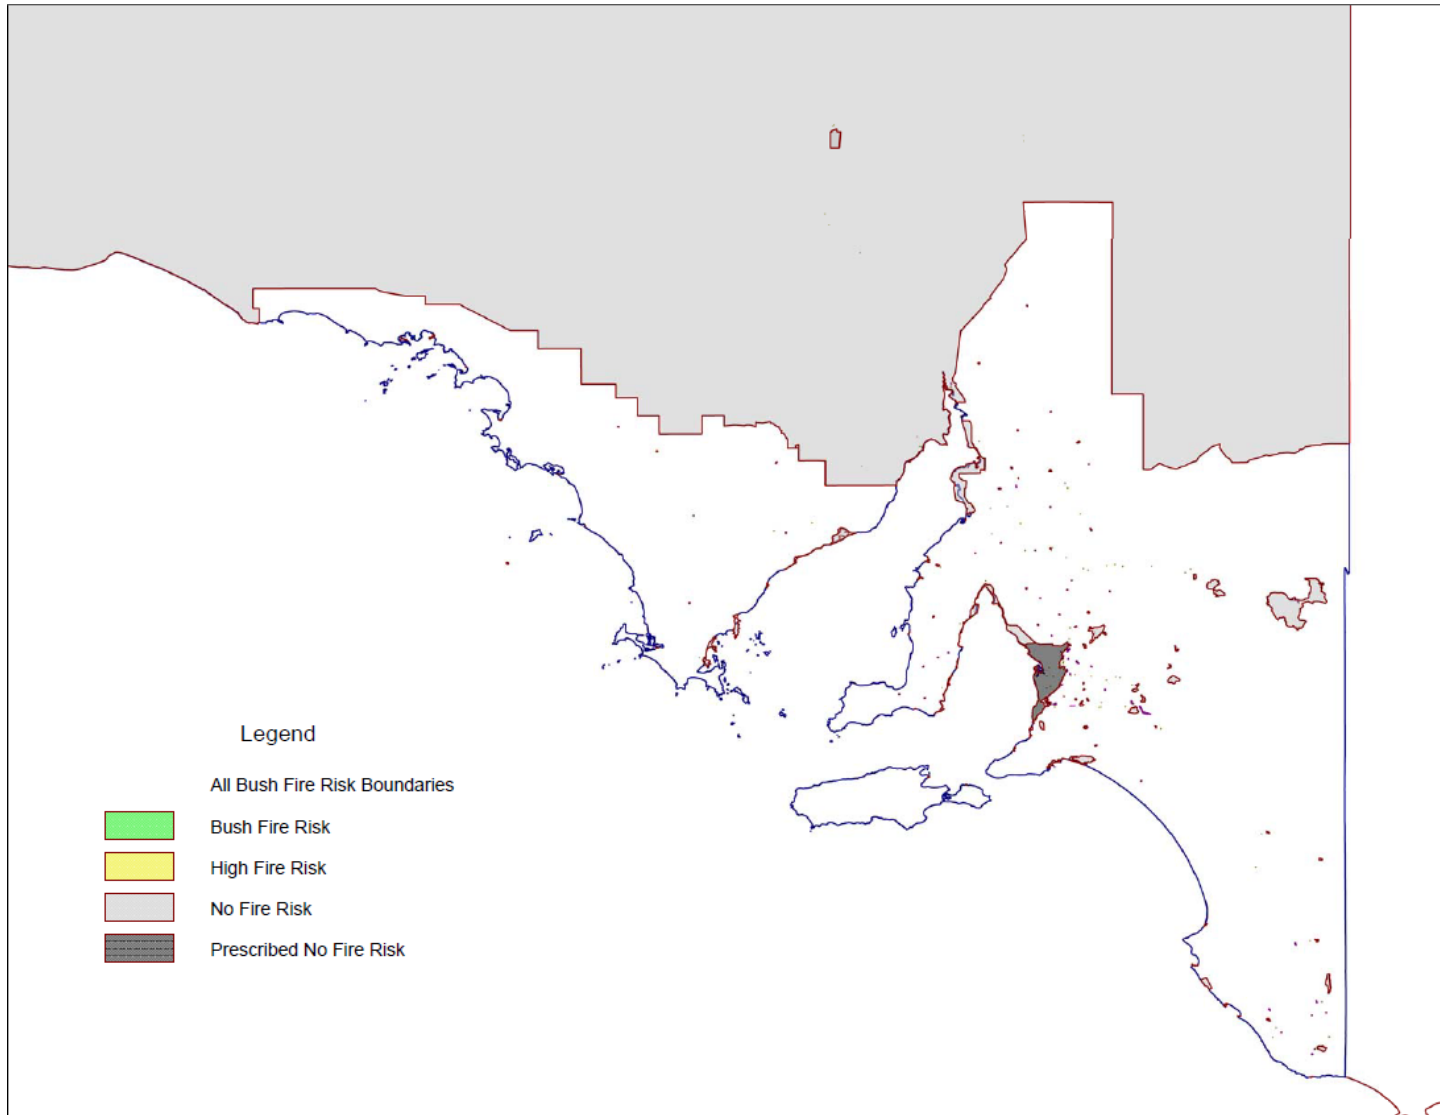 Legend
All Bush Fire Risk Boundaries
Bush Fire Risk
High Fire Risk
No Fire Risk
Prescribed No Fire Risk